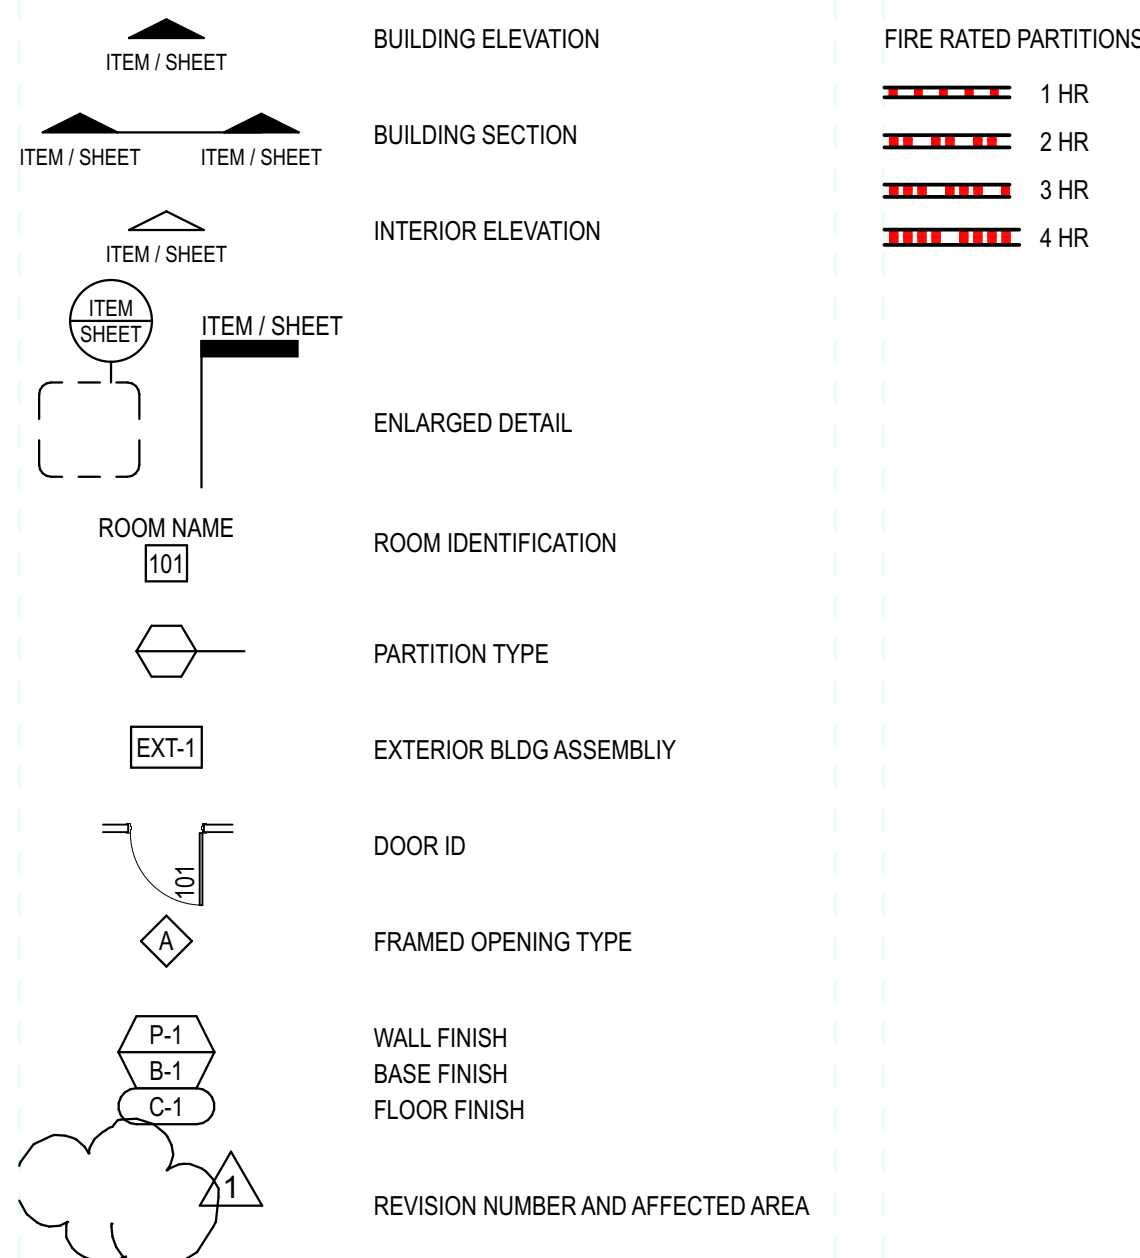 ITEM / SHEET
BUILDING ELEVATION
ITEM / SHEET ITEM / SHEET
BUILDING SECTION
ITEM / SHEET
INTERIOR ELEVATION
ITEM
SHEET
ITEM / SHEET
ENLARGED DETAIL
ROOM NAME
101
ROOM IDENTIFICATION
PARTITION TYPE
EXT-1
EXTERIOR BLDG ASSEMBLIY
101
DOOR ID
A
FRAMED OPENING TYPE
P-1
WALL FINISH
B-1
BASE FINISH
C-1
FLOOR FINISH
1
REVISION NUMBER AND AFFECTED AREA
FIRE RATED PARTITIONS
1 HR
2 HR
3 HR
4 HR